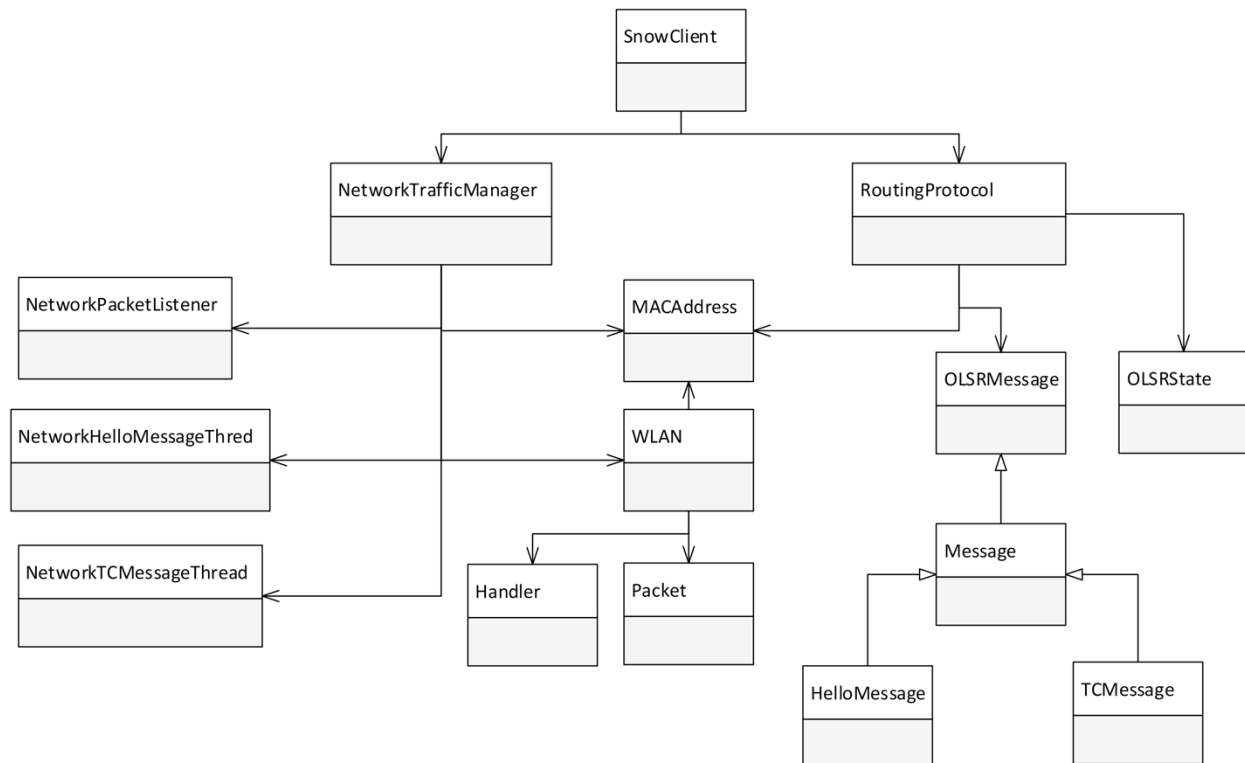 SnowClient
NetworkTrafficManager
RoutingProtocol
NetworkPacketListener
MACAddress
OLSRMessage
OLSRState
NetworkHelloMessageThred
WLAN
Message
NetworkTCMessageThread
Handler
Packet
HelloMessage
TCMessage